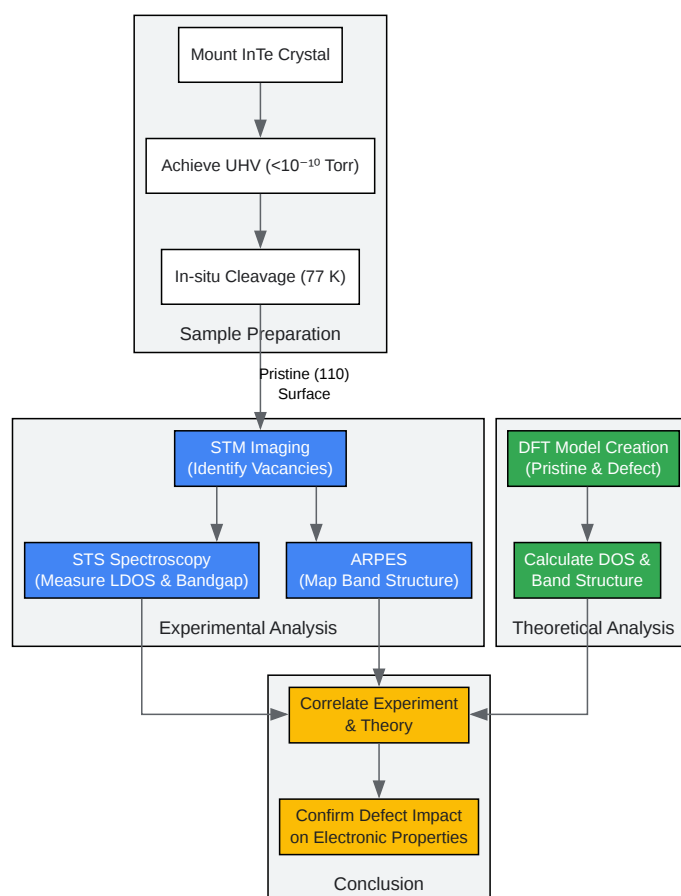 Mount InTe Crystal
Achieve UHV (<10⁻¹⁰ Torr)
In-situ Cleavage (77 K)
Sample Preparation
Pristine (110)
Surface
STM Imaging
(Identify Vacancies)
DFT Model Creation
(Pristine & Defect)
STS Spectroscopy
(Measure LDOS & Bandgap)
ARPES
(Map Band Structure)
Calculate DOS &
Band Structure
Experimental Analysis
Theoretical Analysis
Correlate Experiment
& Theory
Confirm Defect Impact
on Electronic Properties
Conclusion